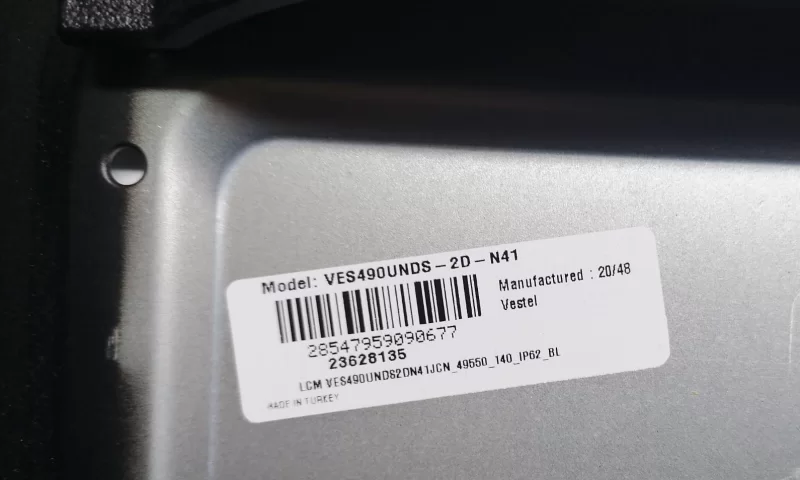 Model: VES490UNDS-2D-N41
Manufactured : 20/48
Vestel
28547959090677
23628135
LCM VES490UNDS2DN41JCN_49550_140_IP62_BL
MADE IN TURKEY